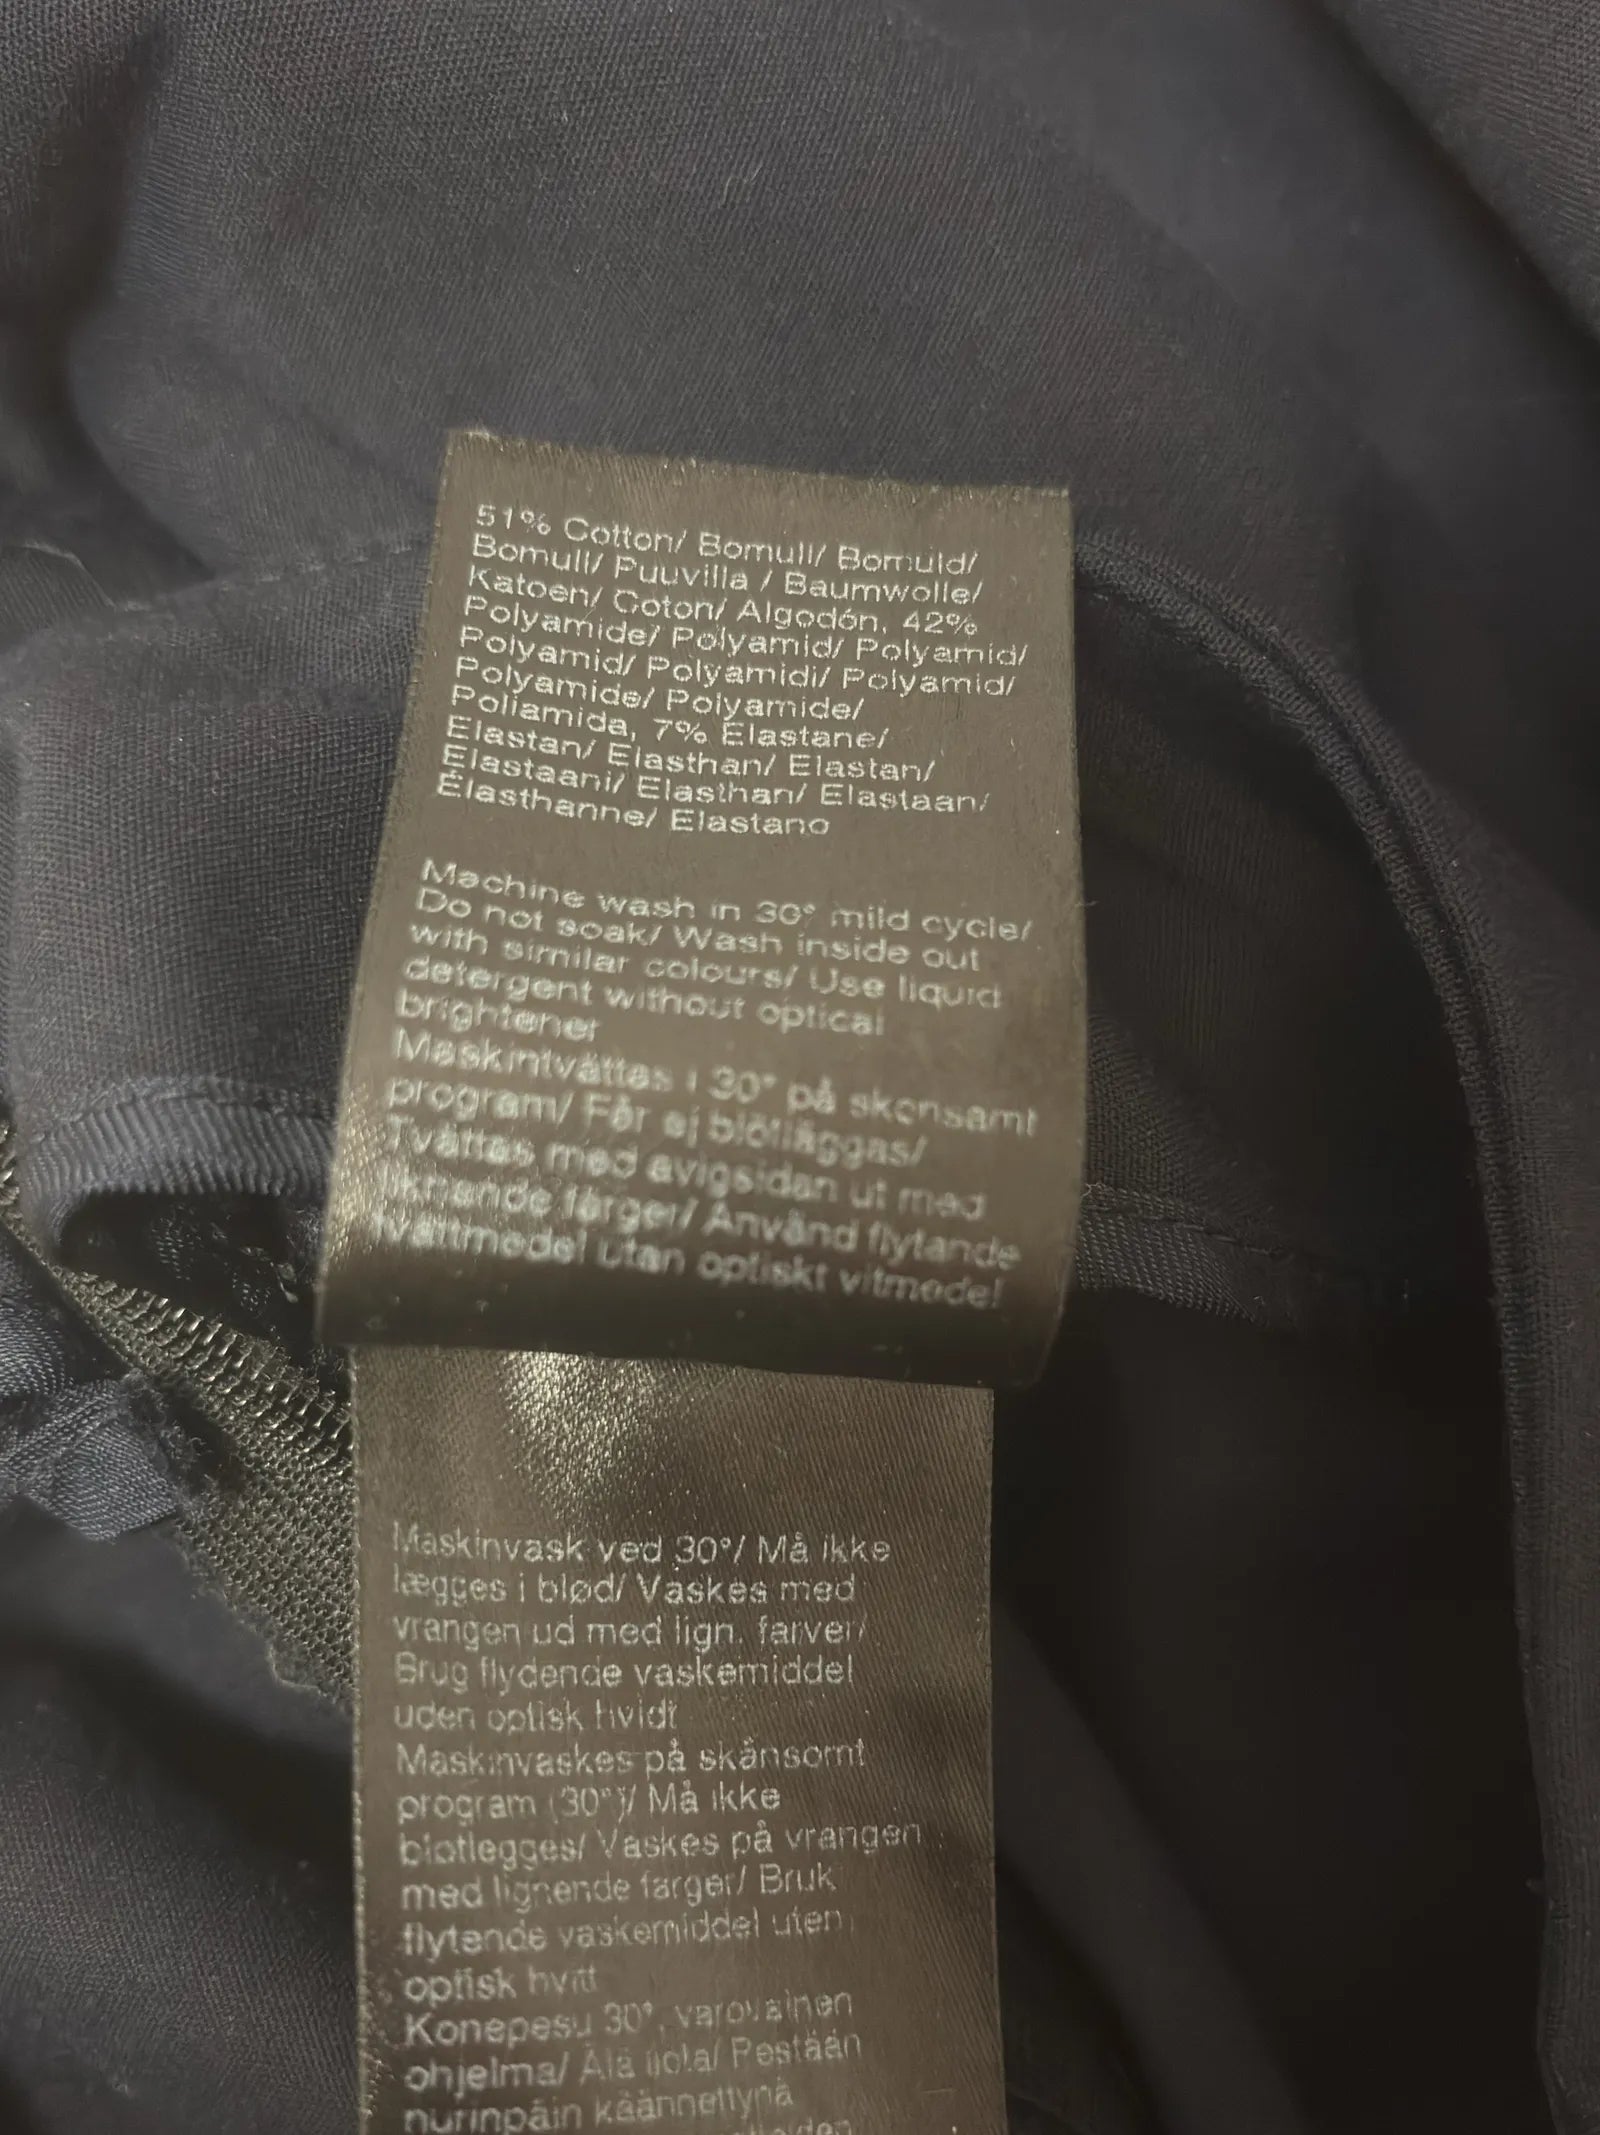 51% Cotton/ Bomull/ Bomuld/
Bomull/ Puuvilla / Baumwolle/
Katoen/ Coton/ Algodón, 42%
Polyamide/ Polyamid/ Polyamid/
Polyamid/ Polyamidi/ Polyamid/
Polyamide/ Polyamide/
Poliamida, 7% Elastane/
Elastan/ Elasthan/ Elastan/
Elastaani/ Elasthan/ Elastaan/
Élasthanne/ Elastano
Machine wash in 30° mild cycle/
Do not soak/ Wash inside out
with similar colours/ Use liquid
detergent without optical
brightener
Maskintvättas i 30° på skonsamt
program/ Får ej blötläggas/
Tvättas med avigsidan ut med
liknande färger/ Använd flytande
tvättmedel utan optiskt vitmedel
Maskinvask ved 30°/ Må ikke
lægges i blød/ Vaskes med
vrangen ud med lign. farver/
Brug flydende vaskemiddel
uden optisk hvidt
Maskinvaskes på skånsomt
program (30°)/ Må ikke
bløtlegges/ Vaskes på vrangen
med lignende farger/ Bruk
flytende vaskemiddel uten
optisk hvitt
Konepesu 30°, varovainen
ohjelma/ Älä liota/ Pestään
nurinpäin käännettynä